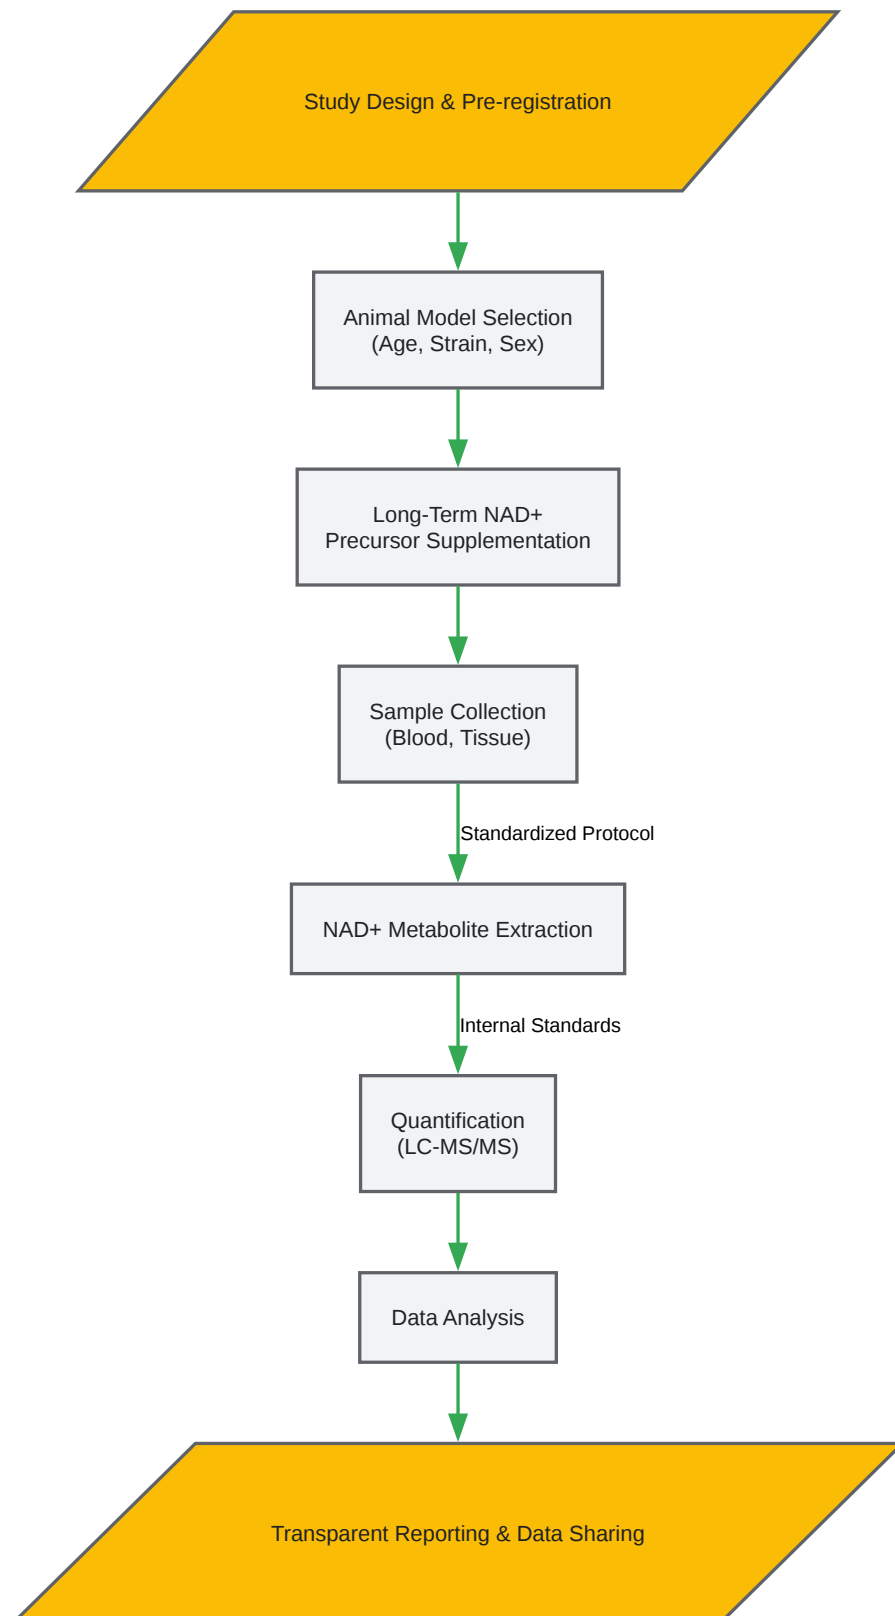 Study Design & Pre-registration
Animal Model Selection
(Age, Strain, Sex)
Long-Term NAD+
Precursor Supplementation
Sample Collection
(Blood, Tissue)
Standardized Protocol
NAD+ Metabolite Extraction
Internal Standards
Quantification
(LC-MS/MS)
Data Analysis
Transparent Reporting & Data Sharing